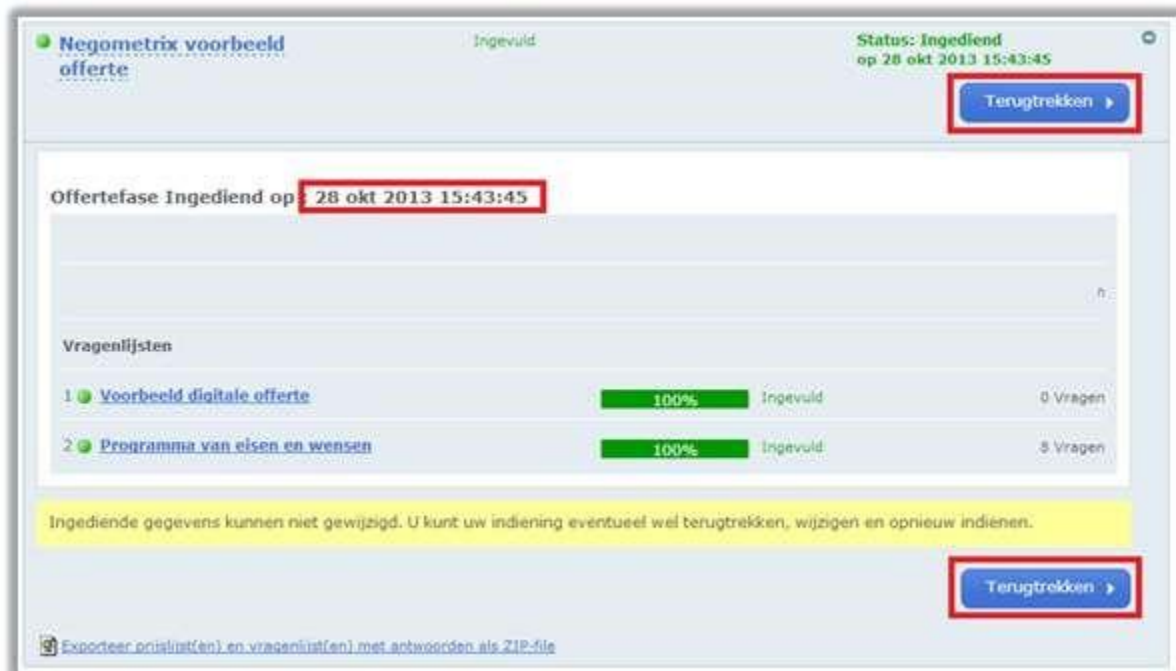 Negometrix voorbeeld
offerte
Ingevuld
Status: Ingediend
op 28 okt 2013 15:43:45
Terugtrekken
Offertefase Ingediend op : 28 okt 2013 15:43:45
h
Vragenlijsten
1 Voorbeeld digitale offerte 100% Ingevuld 0 Vragen
2 Programma van eisen en wensen 100% Ingevuld 8 Vragen
Ingediende gegevens kunnen niet gewijzigd. U kunt uw indiening eventueel wel terugtrekken, wijzigen en opnieuw indienen.
Terugtrekken
Exporteer prijslijst(en) en vragenlijst(en) met antwoorden als ZIP-file